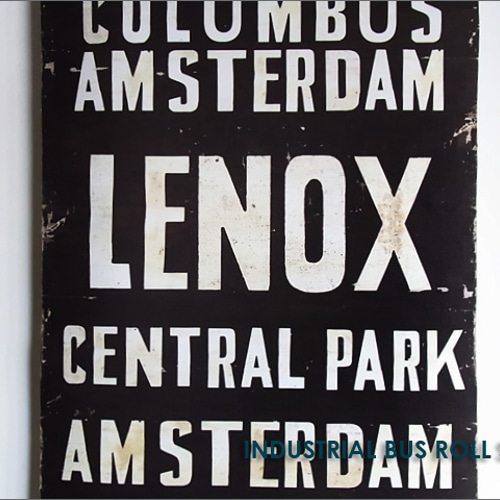 COLUMBUS
AMSTERDAM
LENOX
CENTRAL PARK
AMSTERDAM
INDUSTRIAL BUS ROLL